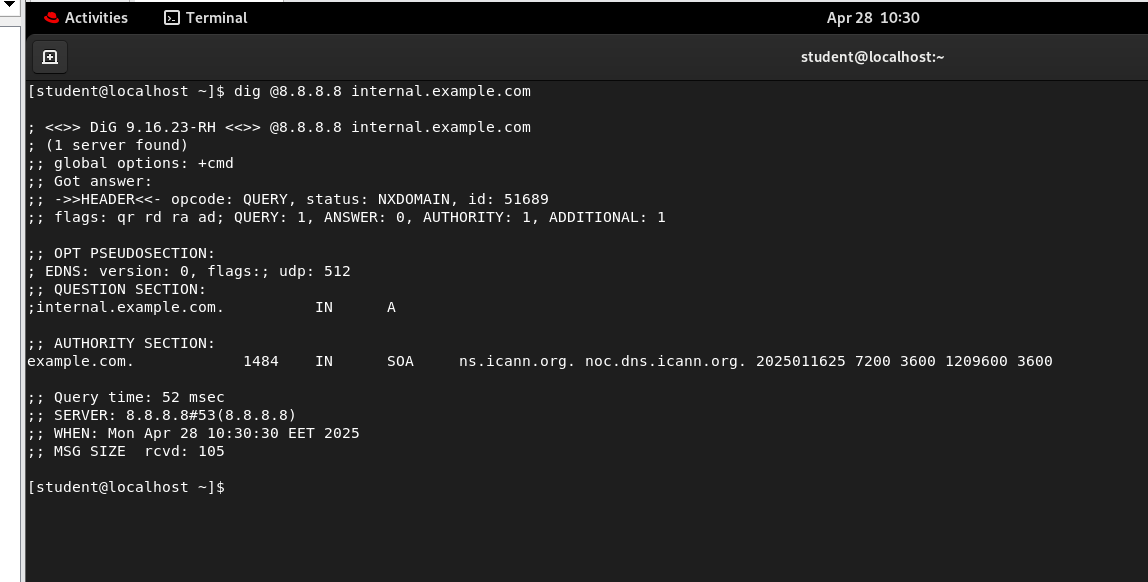 Activities Terminal Apr 28 10:30
student@localhost:~
[student@localhost ~]$ dig @8.8.8.8 internal.example.com
; <<>> DiG 9.16.23-RH <<>> @8.8.8.8 internal.example.com
; (1 server found)
;; global options: +cmd
;; Got answer:
;; ->>HEADER<<- opcode: QUERY, status: NXDOMAIN, id: 51689
;; flags: qr rd ra ad; QUERY: 1, ANSWER: 0, AUTHORITY: 1, ADDITIONAL: 1
;; OPT PSEUDOSECTION:
; EDNS: version: 0, flags:; udp: 512
;; QUESTION SECTION:
;internal.example.com. IN A
;; AUTHORITY SECTION:
example.com. 1484 IN SOA ns.icann.org. noc.dns.icann.org. 2025011625 7200 3600 1209600 3600
;; Query time: 52 msec
;; SERVER: 8.8.8.8#53(8.8.8.8)
;; WHEN: Mon Apr 28 10:30:30 EET 2025
;; MSG SIZE  rcvd: 105
[student@localhost ~]$